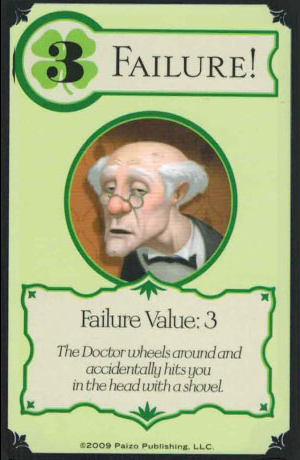 3 FAILURE!
Failure Value: 3
The Doctor wheels around and
accidentally hits you
in the head with a shovel.
©2009 Paizo Publishing, LLC.